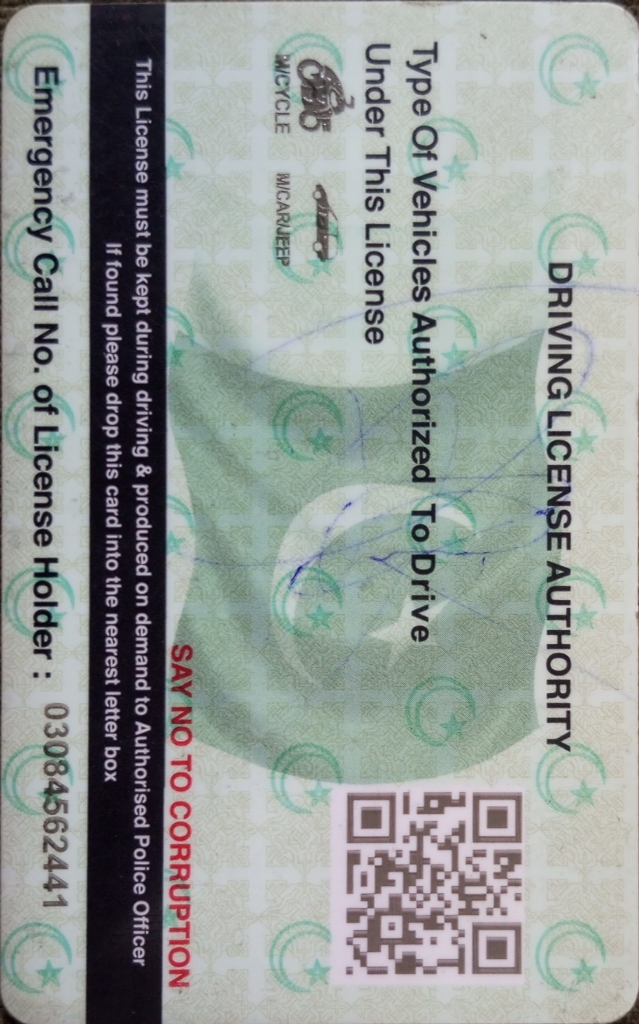 DRIVING LICENSE AUTHORITY
Type Of Vehicles Authorized To Drive
Under This License
M/CYCLE
M/CAR/JEEP
SAY NO TO CORRUPTION
This License must be kept during driving & produced on demand to Authorised Police Officer
If found please drop this card into the nearest letter box
Emergency Call No. of License Holder : 03084562441